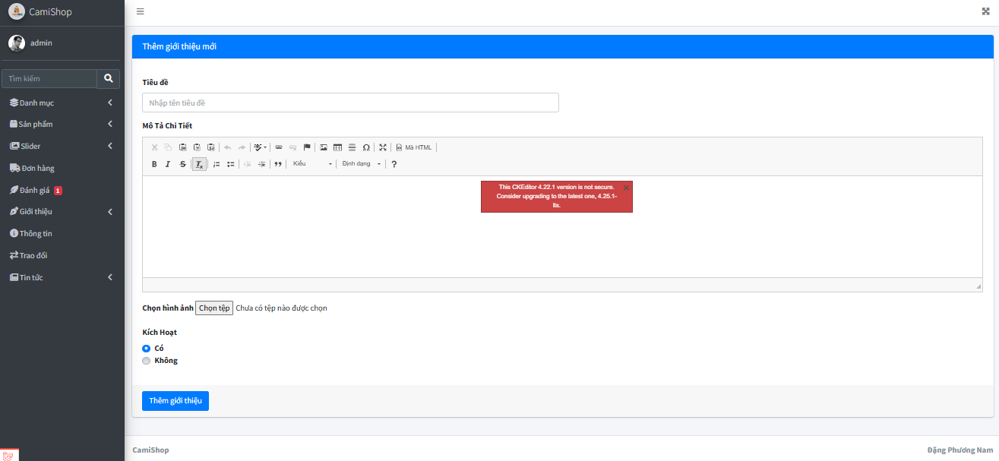 CamiShop
admin
Tìm kiếm
Danh mục
Sản phẩm
Slider
Đơn hàng
Đánh giá 1
Giới thiệu
Thông tin
Trao đổi
Tin tức
Thêm giới thiệu mới
Tiêu đề
Nhập tên tiêu đề
Mô Tả Chi Tiết
Mã HTML
B I S Kiểu Định dạng ?
This CKEditor 4.22.1 version is not secure.
Consider upgrading to the latest one, 4.25.1-
lts.
Chọn hình ảnh Chọn tệp Chưa có tệp nào được chọn
Kích Hoạt
Có
Không
Thêm giới thiệu
CamiShop Đặng Phương Nam